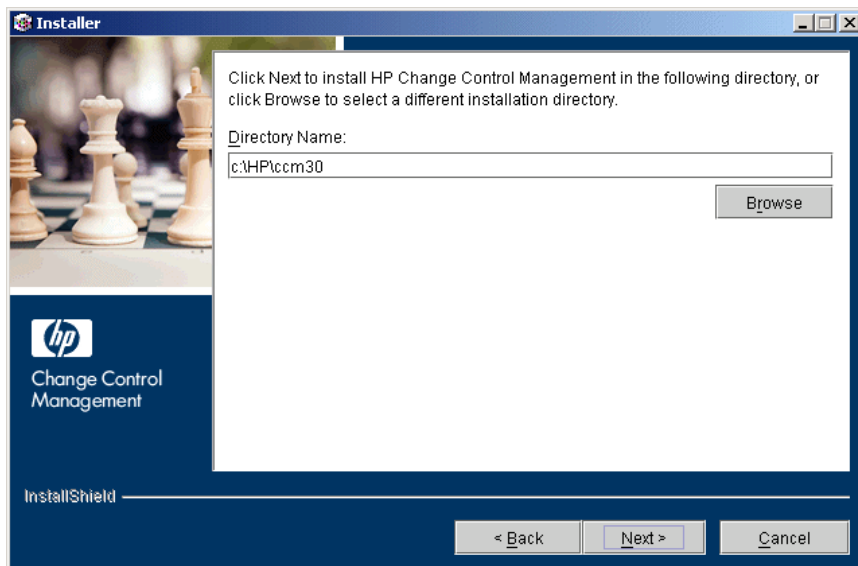 Installer
Click Next to install HP Change Control Management in the following directory, or
click Browse to select a different installation directory.
Directory Name:
c:\HP\ccm30
Browse
hp
Change Control
Management
InstallShield
< Back
Next >
Cancel